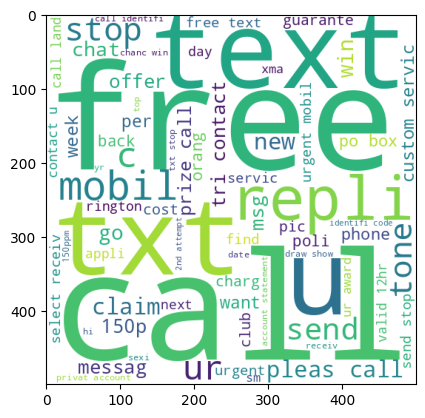 0
call identifi
free text
guarante
stop
text
chat
chanc win
day
xma
win
call land
offer
free
top
100
week
per
back
c
yr
txt stop
prize call
orang
tri contact
new
urgent mobil
po box
custom servic
contact u
200
mobil
servic
repli
rington
cost
msg
pic
identifi code
phone
tone
txt
go
appli
150ppm
2nd attempt
find
date
poli
draw show
300
select receiv
call
charg
want
u
ur award
valid 12hr
claim
next
150p
hi
club
account statement
send
send stop
400
sexi
receiv
messag
ur
urgent
sm
pleas call
privat account
0
100
200
300
400